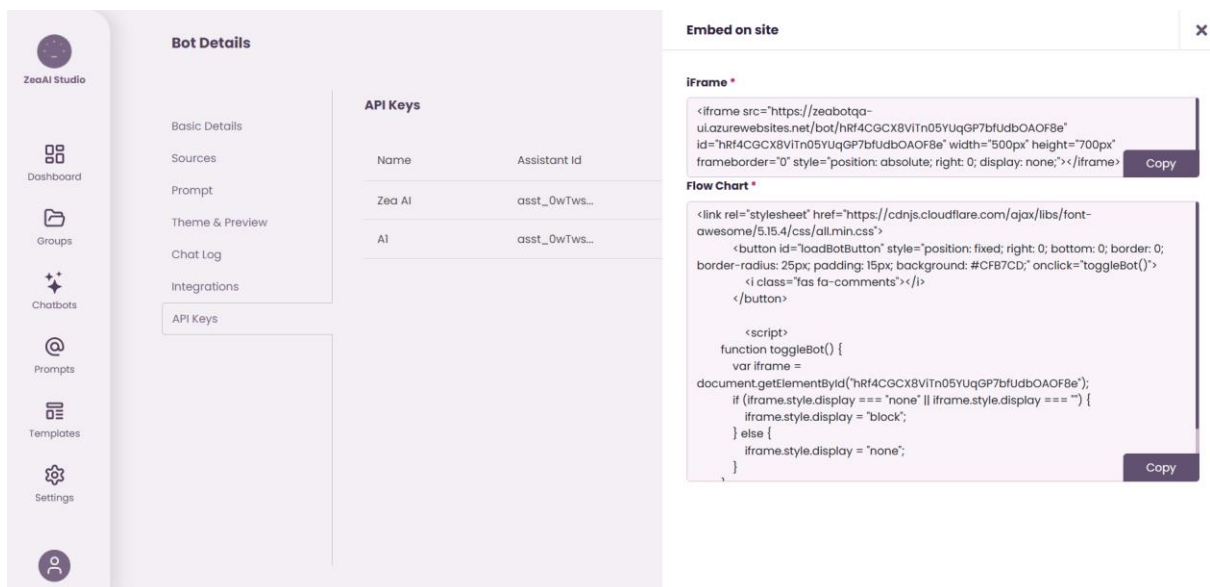 ZeaAI Studio
Dashboard
Groups
Chatbots
Prompts
Templates
Settings
Bot Details
Basic Details
Sources
Prompt
Theme & Preview
Chat Log
Integrations
API Keys
API Keys
Name Assistant Id
Zea AI asst_0wTws...
A1 asst_0wTws...
Embed on site
iFrame *
<iframe src="https://zeabotqa-
ui.azurewebsites.net/bot/hRf4CGCX8ViTn05YUqGP7bfUdbOAOF8e"
id="hRf4CGCX8ViTn05YUqGP7bfUdbOAOF8e" width="500px" height="700px"
frameborder="0" style="position: absolute; right: 0; display: none;"></iframe>
Copy
Flow Chart *
<link rel="stylesheet" href="https://cdnjs.cloudflare.com/ajax/libs/font-
awesome/5.15.4/css/all.min.css">
<button id="loadBotButton" style="position: fixed; right: 0; bottom: 0; border: 0;
border-radius: 25px; padding: 15px; background: #CFB7CD;" onclick="toggleBot()">
<i class="fas fa-comments"></i>
</button>
<script>
function toggleBot() {
var iframe =
document.getElementById("hRf4CGCX8ViTn05YUqGP7bfUdbOAOF8e");
if (iframe.style.display === "none" || iframe.style.display === "") {
iframe.style.display = "block";
} else {
iframe.style.display = "none";
}
Copy